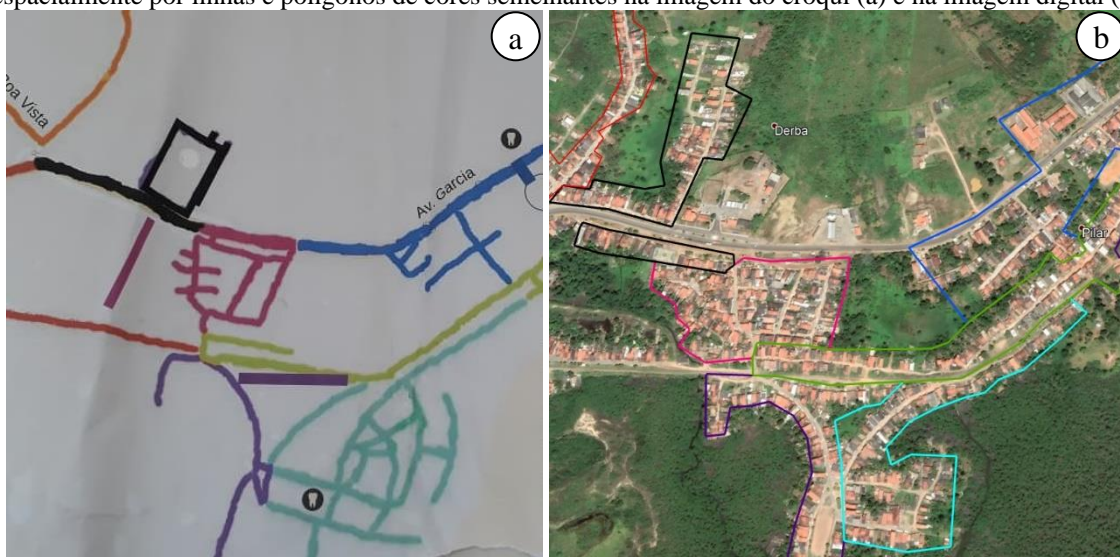 espacialmente por linhas e polígonos de cores semelhantes na imagem do croqui (a) e na imagem digital (
a
b
Boa Vista
Av. Garcia
Derba
Pilar